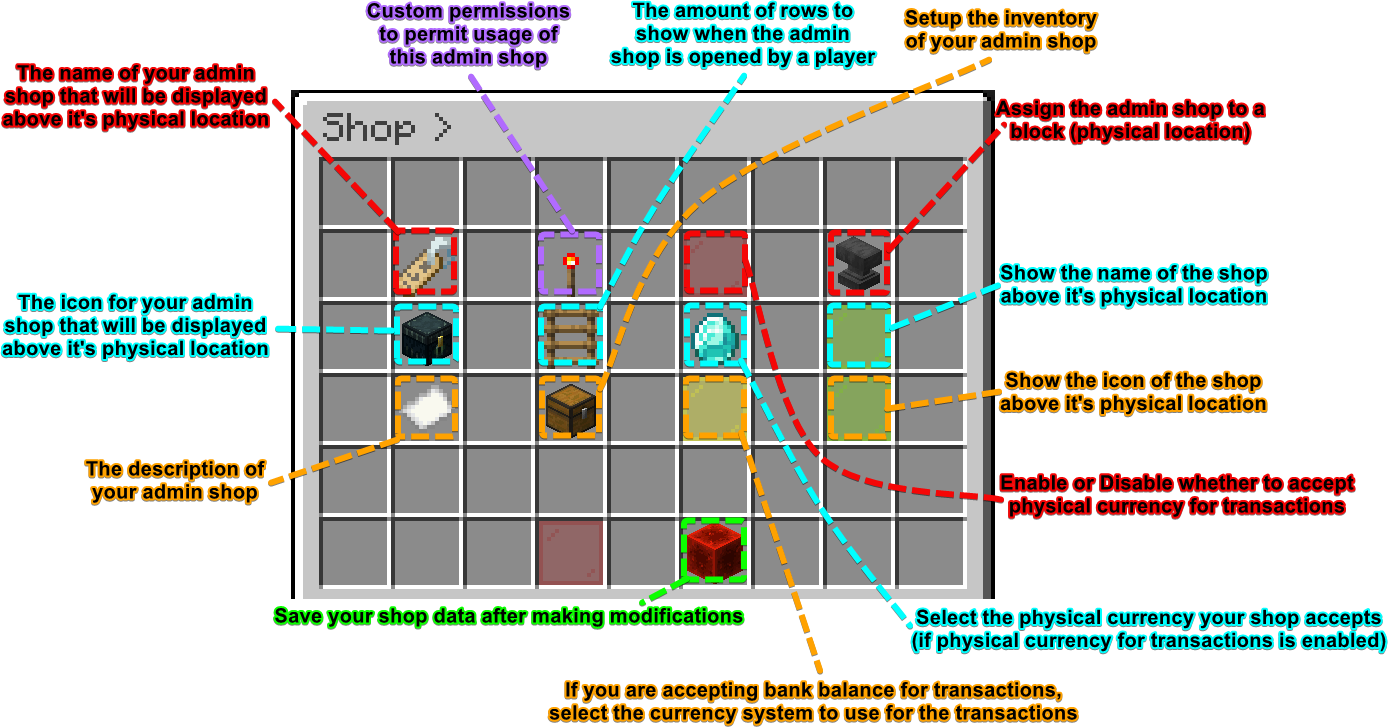 Custom permissions
to permit usage of
this admin shop
The amount of rows to
show when the admin
shop is opened by a player
Setup the inventory
of your admin shop
The name of your admin
shop that will be displayed
above it's physical location
Assign the admin shop to a
block (physical location)
Shop >
The icon for your admin
shop that will be displayed
above it's physical location
Show the name of the shop
above it's physical location
Show the icon of the shop
above it's physical location
The description of
your admin shop
Enable or Disable whether to accept
physical currency for transactions
Save your shop data after making modifications
Select the physical currency your shop accepts
(if physical currency for transactions is enabled)
If you are accepting bank balance for transactions,
select the currency system to use for the transactions